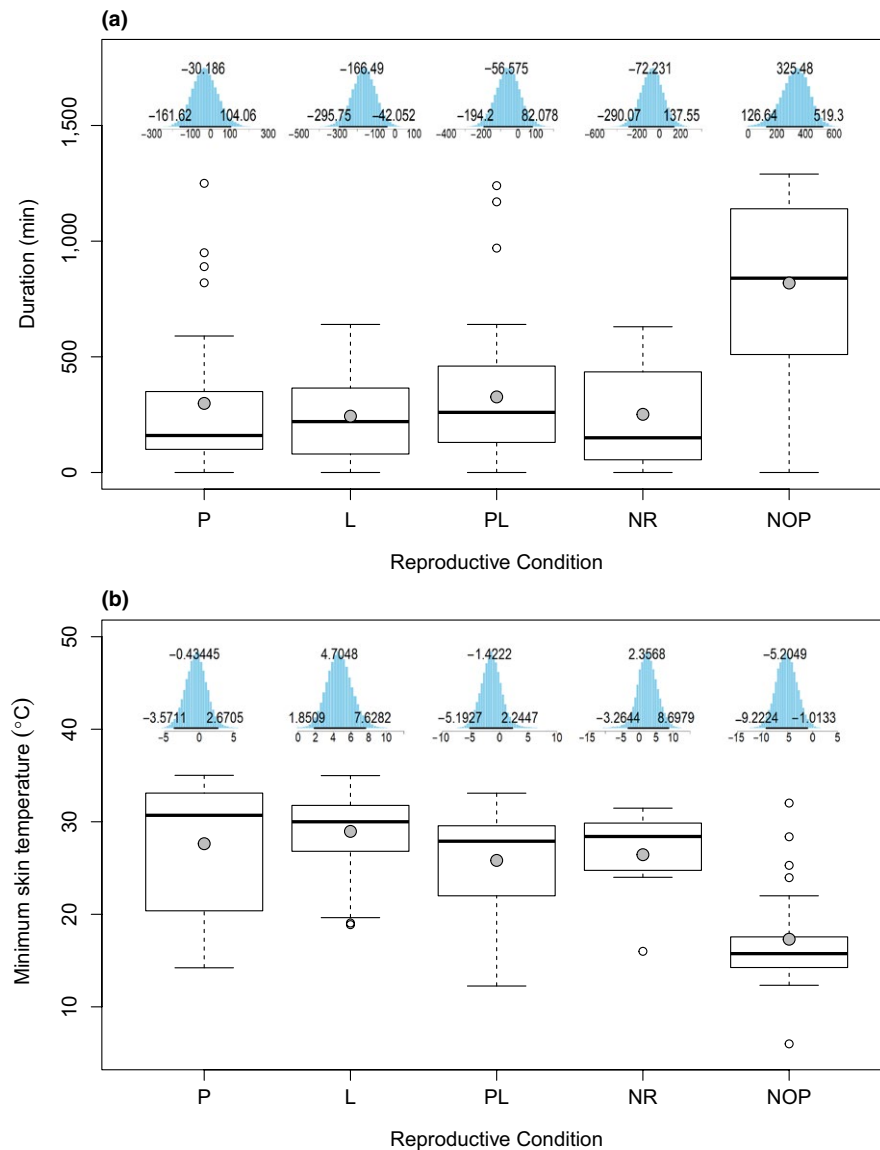 (a)
−30.186 −166.49 −56.575 −72.231 325.48
−161.62 104.06 −295.75 −42.052 −194.2 82.078 −290.07 137.55 126.64 519.3
−300 −200 −100 0 100 300 −500 −300 −200 −100 0 100 −400 −200 −100 0 100 −600 −400 −200 0 200 0 200 400 600
1,500
1,000
500
0
Duration (min)
P L PL NR NOP
Reproductive Condition
(b)
50
−0.43445 4.7048 −1.4222 2.3568 −5.2049
−3.5711 2.6705 1.8509 7.6282 −5.1927 2.2447 −3.2644 8.6979 −9.2224 −1.0133
−5 0 5 0 2 4 6 8 10 −10 −5 0 5 10 −15 −5 0 5 10 −15 −10 5 0 5
40
30
20
10
Minimum skin temperature (°C)
P L PL NR NOP
Reproductive Condition